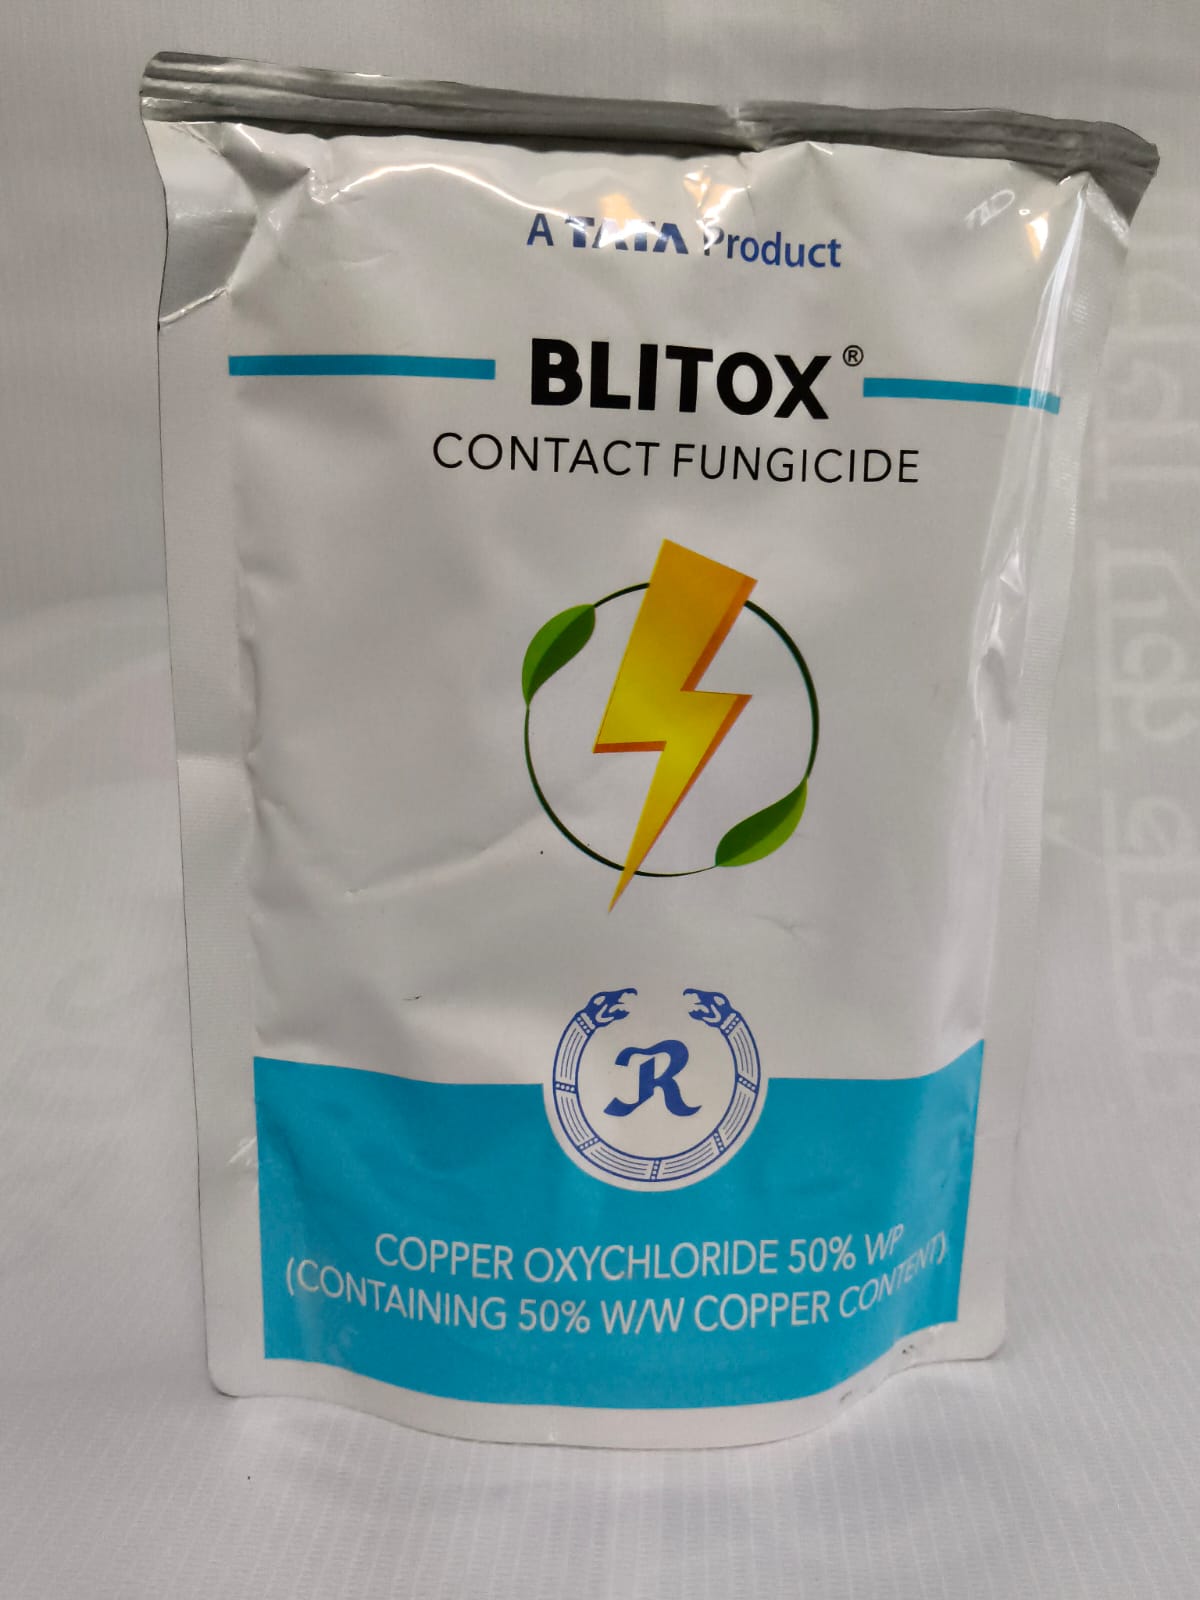 A TATA Product
BLITOX®
CONTACT FUNGICIDE
R
COPPER OXYCHLORIDE 50% WP
(CONTAINING 50% W/W COPPER CONTENT)